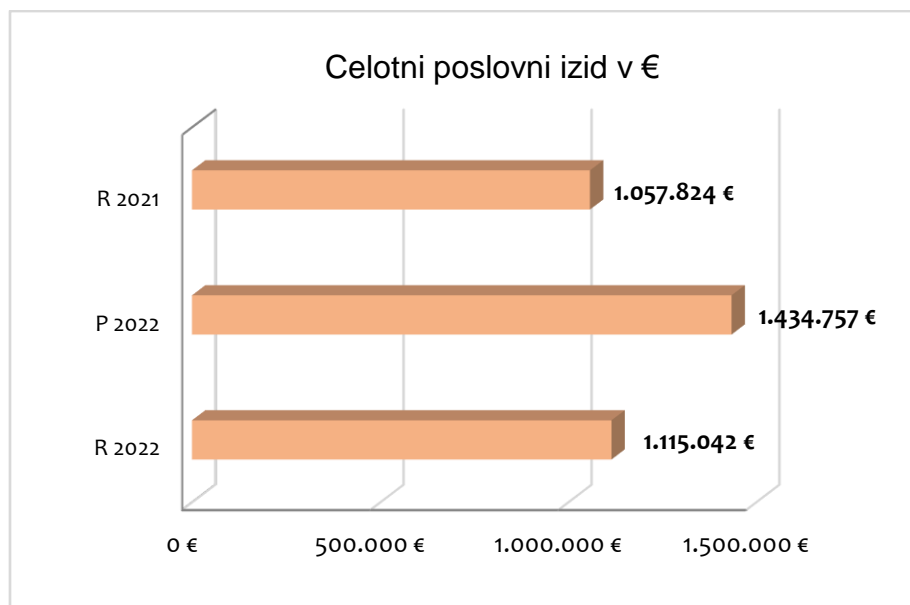 Celotni poslovni izid v €
R 2021
1.057.824 €
P 2022
1.434.757 €
R 2022
1.115.042 €
0 €
500.000 €
1.000.000 €
1.500.000 €